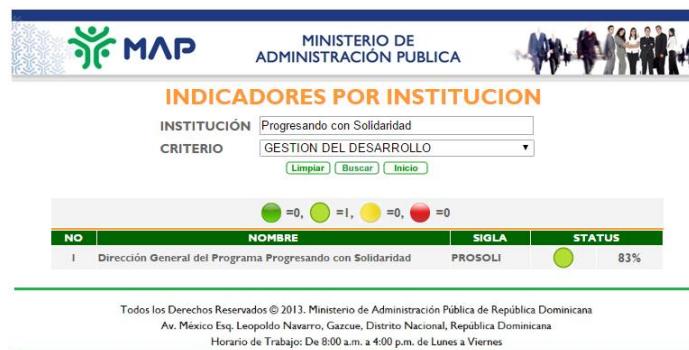 MAP
MINISTERIO DE
ADMINISTRACIÓN PUBLICA
INDICADORES POR INSTITUCION
INSTITUCIÓN Progresando con Solidaridad
CRITERIO GESTION DEL DESARROLLO
Limpiar Buscar Inicio
=0, =1, =0, =0
NO NOMBRE SIGLA STATUS
1 Dirección General del Programa Progresando con Solidaridad PROSOLI 83%
Todos los Derechos Reservados © 2013. Ministerio de Administración Pública de República Dominicana
Av. México Esq. Leopoldo Navarro, Gazcue, Distrito Nacional, República Dominicana
Horario de Trabajo: De 8:00 a.m. a 4:00 p.m. de Lunes a Viernes